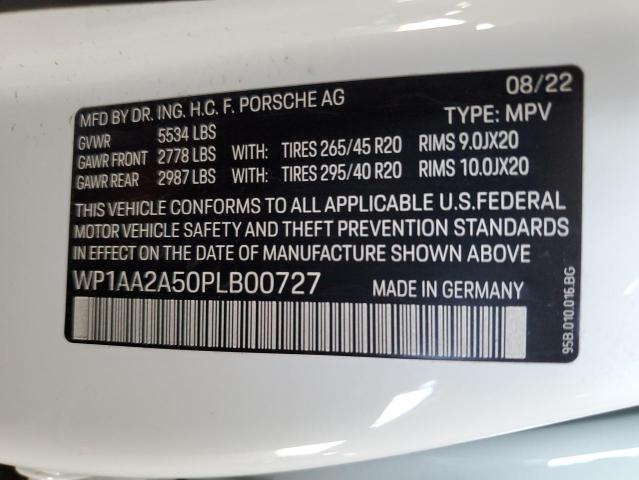 08/22
MFD BY DR. ING. H.C. F. PORSCHE AG
TYPE: MPV
GVWR 5534 LBS
GAWR FRONT 2778 LBS WITH: TIRES 265/45 R20 RIMS 9.0JX20
GAWR REAR 2987 LBS WITH: TIRES 295/40 R20 RIMS 10.0JX20
THIS VEHICLE CONFORMS TO ALL APPLICABLE U.S.FEDERAL
MOTOR VEHICLE SAFETY AND THEFT PREVENTION STANDARDS
IN EFFECT ON THE DATE OF MANUFACTURE SHOWN ABOVE.
WP1AA2A50PLB00727 MADE IN GERMANY
95B.010.016.BG